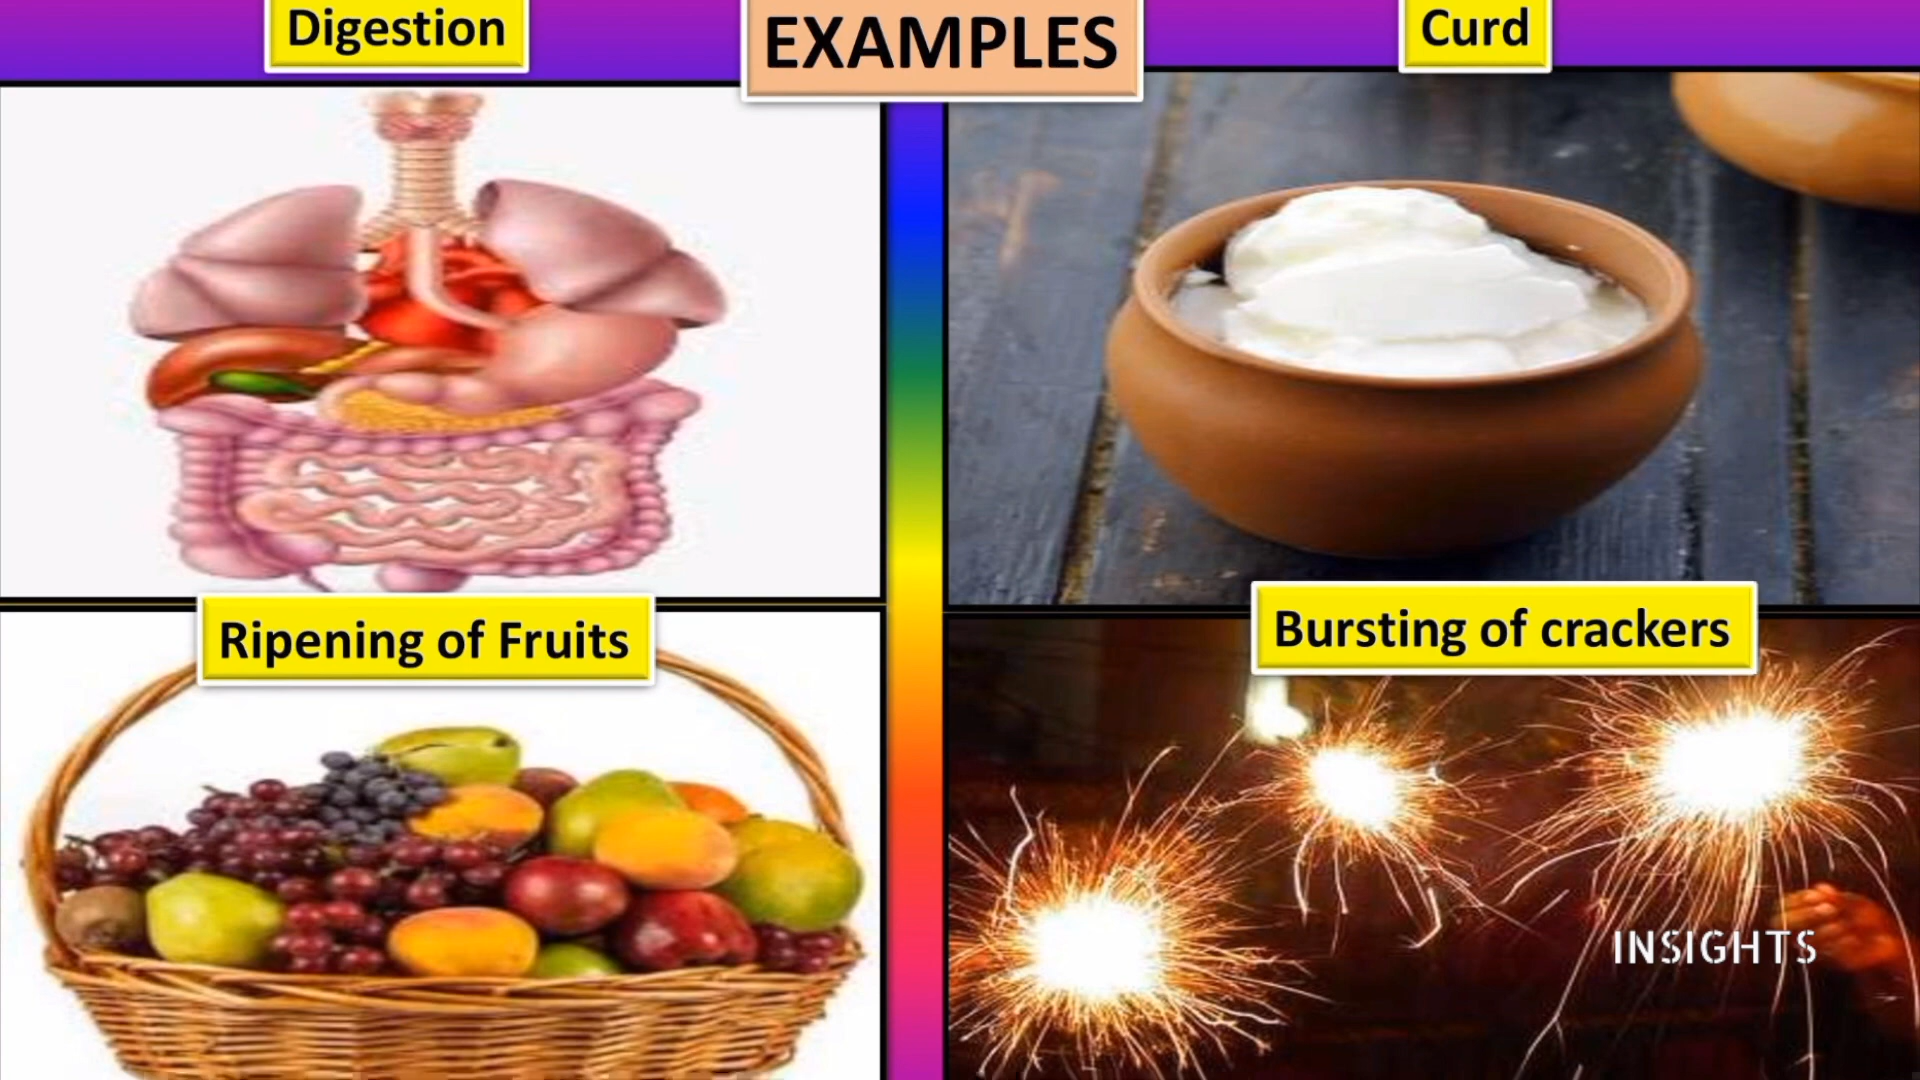 Digestion
EXAMPLES
Curd
Ripening of Fruits
Bursting of crackers
INSIGHTS